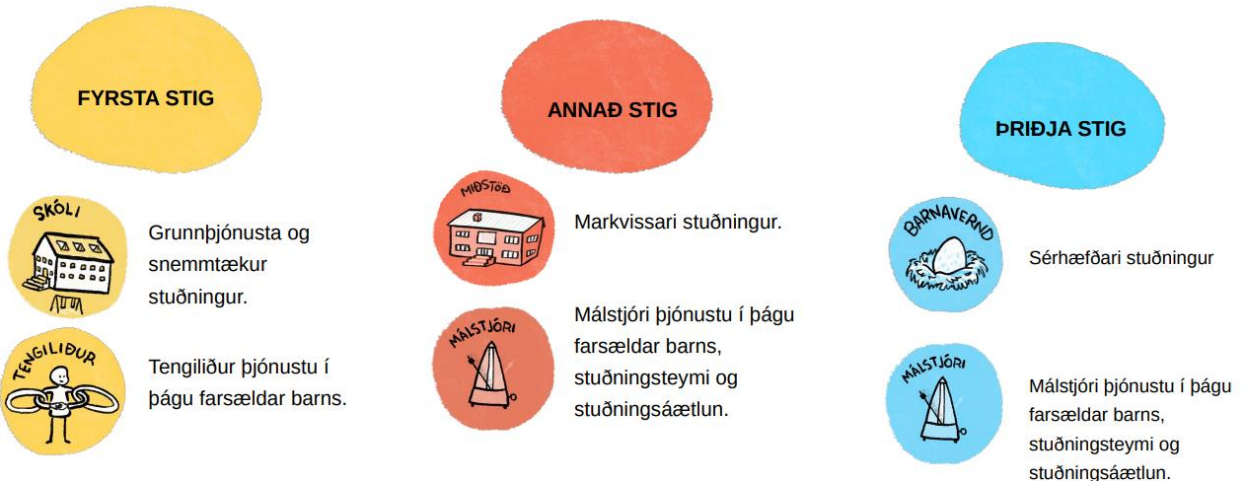 FYRSTA STIG
SKÓLI
Grunnþjónusta og
snemmtækur
stuðningur.
TENGILIÐUR
Tengiliður þjónustu í
þágu farsældar barns.
ANNAÐ STIG
MIÐSTÖÐ
Markvissari stuðningur.
MÁLSTJÓRI
Málstjóri þjónustu í þágu
farsældar barns,
stuðningsteymi og
stuðningsáætlun.
ÞRIÐJA STIG
BARNAVERND
Sérhæfðari stuðningur
MÁLSTJÓRI
Málstjóri þjónustu í þágu
farsældar barns,
stuðningsteymi og
stuðningsáætlun.